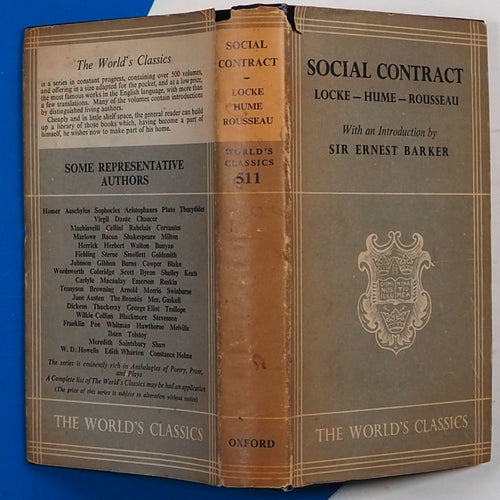 The World's Classics
is a series in constant progress, containing over 500 volumes,
and offering in a size adapted for the pocket, and at a low price,
the most famous works in the English language, with more than
a few translations. Many of the volumes contain introductions
by distinguished living authors.
Cheaply and in little shelf space, the general reader can build
up a library of those books which, having become a part of
himself, he wishes now to make part of his home.
SOME REPRESENTATIVE
AUTHORS
Homer Aeschylus Sophocles Aristophanes Plato Thucydides
Virgil Dante Chaucer
Machiavelli Cellini Rabelais Cervantes
Marlowe Bacon Shakespeare Milton
Herrick Herbert Walton Bunyan
Fielding Sterne Smollett Goldsmith
Johnson Gibbon Burns Cowper Blake
Wordsworth Coleridge Scott Byron Shelley Keats
Carlyle Macaulay Emerson Ruskin
Tennyson Browning Arnold Morris Swinburne
Jane Austen The Brontës Mrs. Gaskell
Dickens Thackeray George Eliot Trollope
Wilkie Collins Blackmore Stevenson
Franklin Poe Whitman Hawthorne Melville
Ibsen Tolstoy
Meredith Saintsbury Shaw
W. D. Howells Edith Wharton Constance Holme
The series is eminently rich in Anthologies of Poetry, Prose,
and Plays
A Complete list of The World's Classics may be had on application
(The price of this series is subject to alteration without notice)
THE WORLD'S CLASSICS
SOCIAL
CONTRACT
LOCKE
HUME
ROUSSEAU
WORLD'S
CLASSICS
511
OXFORD
SOCIAL CONTRACT
LOCKE – HUME – ROUSSEAU
With an Introduction by
SIR ERNEST BARKER
THE WORLD'S CLASSICS